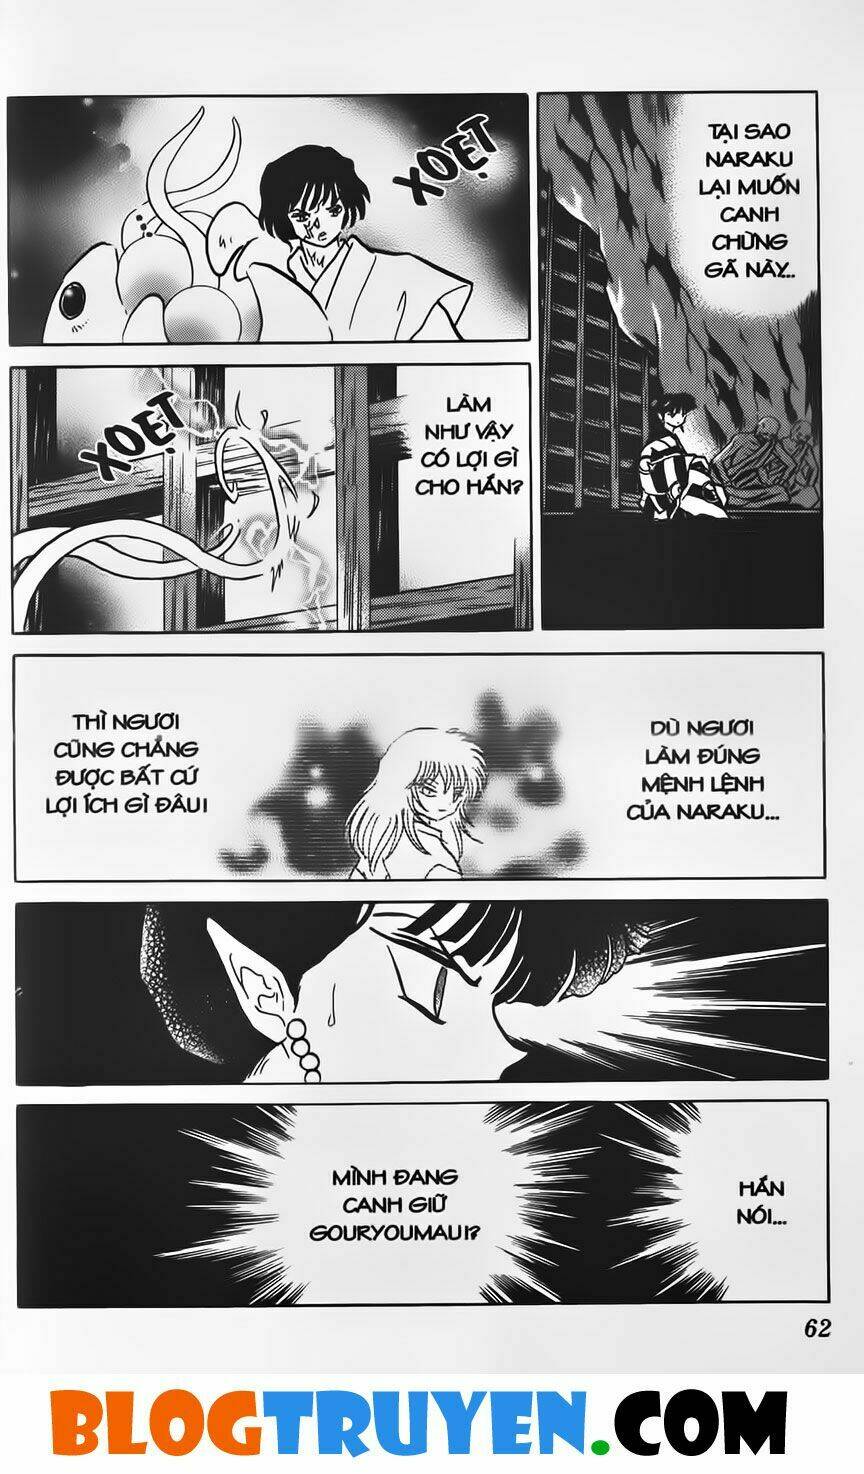 TẠI SAO
NARAKU
LẠI MUỐN
CANH
CHỪNG
GÃ NÀY...
XOẸT
LÀM
NHƯ VẬY
CÓ LỢI GÌ
CHO HẮN?
XOẸT
DÙ NGƯƠI
LÀM ĐÚNG
MỆNH LỆNH
CỦA NARAKU...
THÌ NGƯƠI
CŨNG CHẲNG
ĐƯỢC BẤT CỨ
LỢI ÍCH GÌ ĐÂU!
HẮN
NÓI...
MÌNH ĐANG
CANH GIỮ
GOURYOUMARU!?
62
BLOGTRUYEN.COM